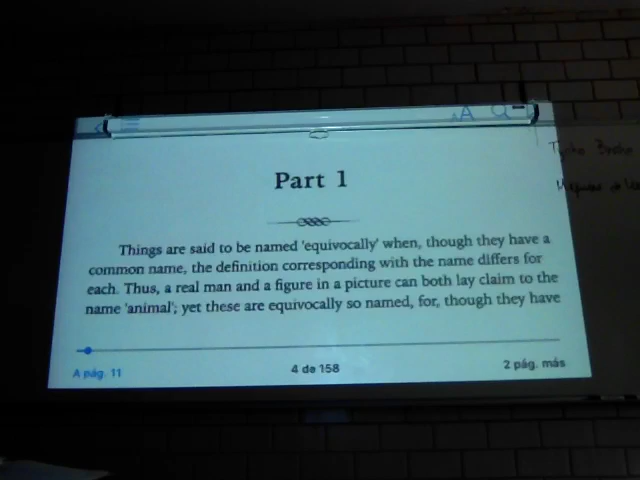 AA
Tycho Brahe
Part 1
Things are said to be named 'equivocally' when, though they have a
common name, the definition corresponding with the name differs for
each. Thus, a real man and a figure in a picture can both lay claim to the
name 'animal'; yet these are equivocally so named, for, though they have
A pág. 11
4 de 158
2 pág. más